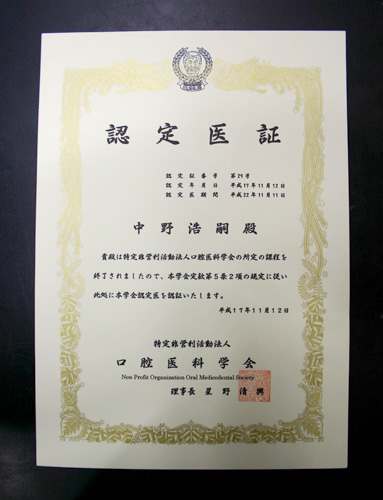 認定医証
認定証番号 第29号
認定年月日 平成17年11月12日
認定医期間 平成22年11月11日
中野浩嗣殿
貴殿は特定非営利活動法人口腔医科学会の所定の課程を
終了されましたので、本学会定款第5条2項の規定に従い
此処に本学会認定医を認証いたします。
平成17年11月12日
特定非営利活動法人
口腔医科学会
Non Profit Organization Oral Medicodental Society
理事長 星野清興